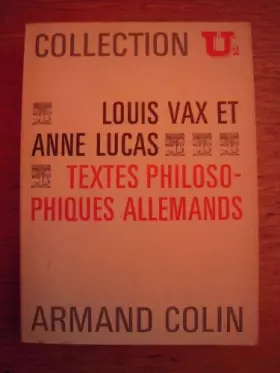 COLLECTION U2
LOUIS VAX ET
ANNE LUCAS
TEXTES PHILOSO-
PHIQUES ALLEMANDS
ARMAND COLIN